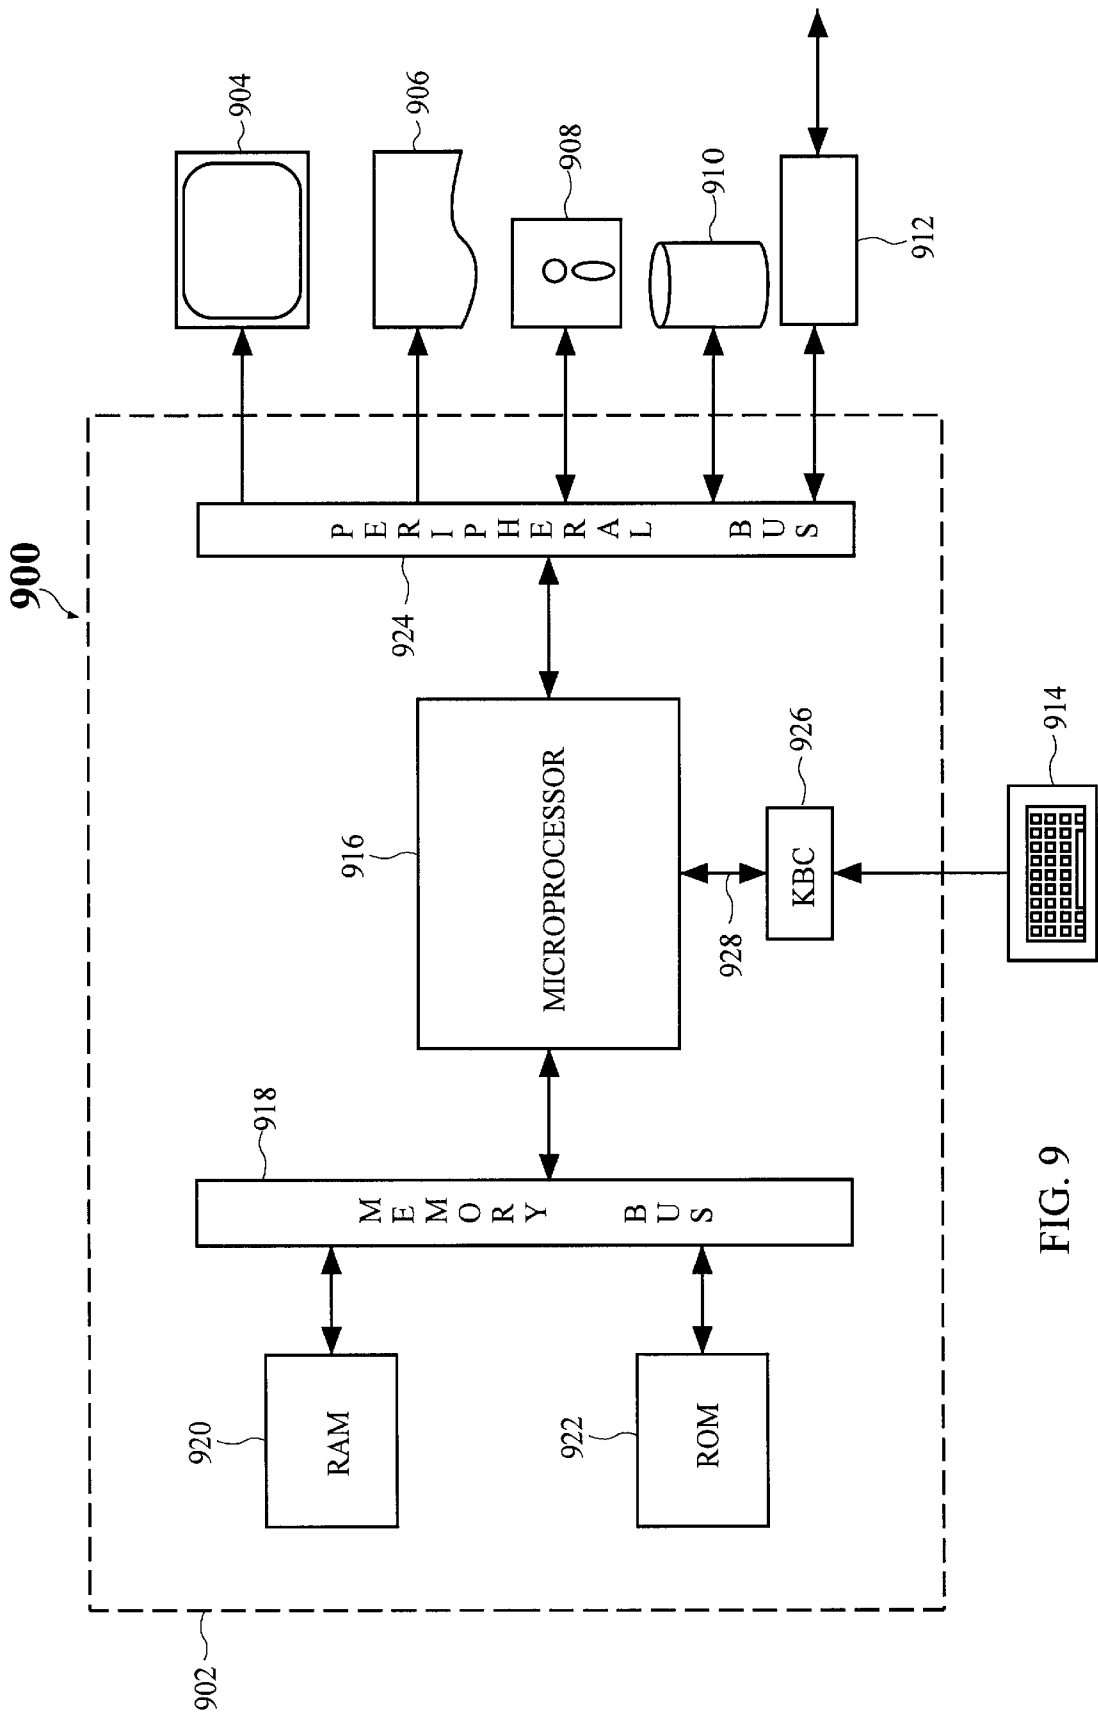 900
902
920
RAM
922
ROM
918
MEMORY BUS
916
MICROPROCESSOR
928
KBC
926
924
PERIPHERAL BUS
904
906
908
910
912
914
FIG. 9